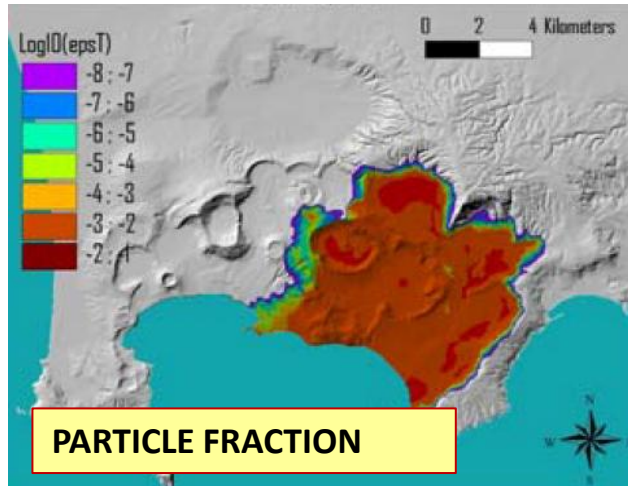 Log10(epsT)
-8 : -7
-7 : -6
-6 : -5
-5 : -4
-4 : -3
-3 : -2
-2 : -1
0 2 4 Kilometers
PARTICLE FRACTION
N
W E
S